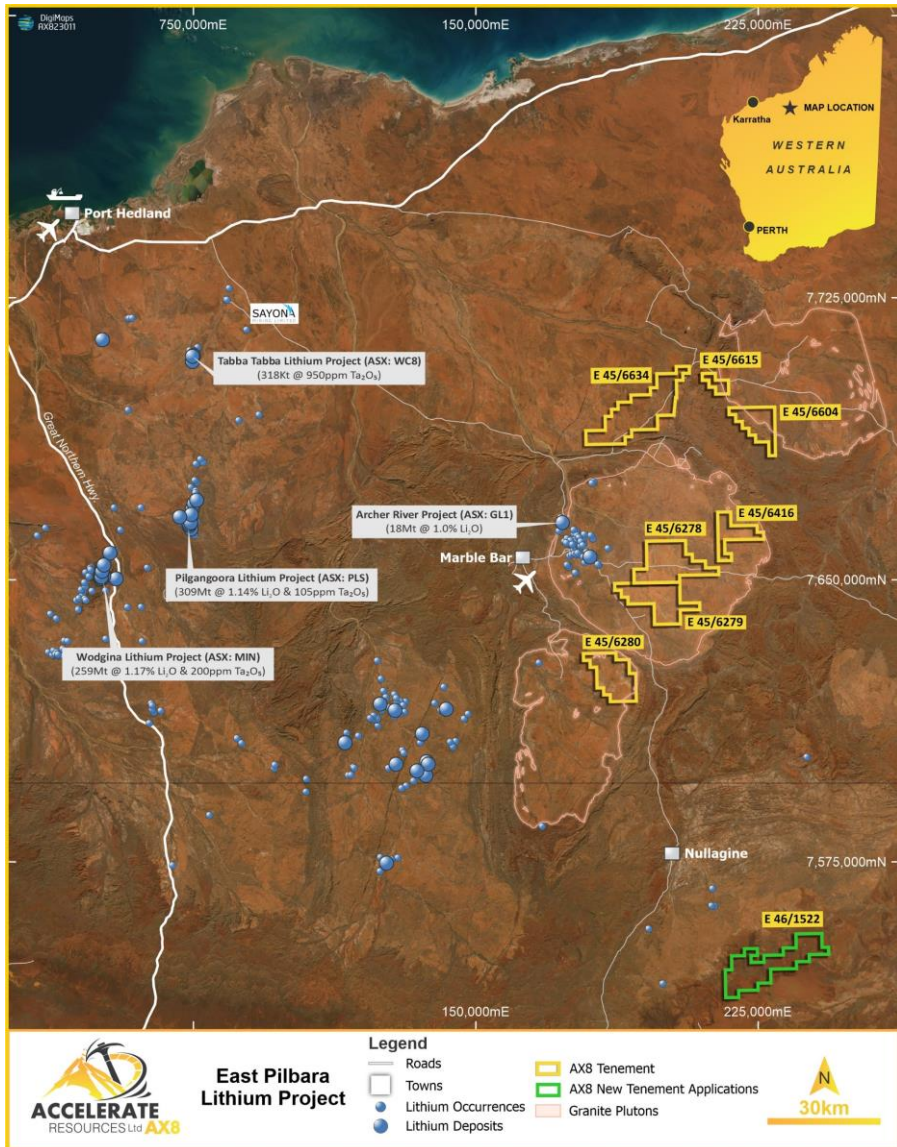 DigiMaps
AX823011
750,000mE
150,000mE
225,000mE
Karratha
MAP LOCATION
WESTERN
AUSTRALIA
PERTH
Port Hedland
7,725,000mN
SAYONA
MINING LIMITED
Tabba Tabba Lithium Project (ASX: WC8)
(318Kt @ 950ppm Ta₂O₅)
E 45/6634
E 45/6615
E 45/6604
Great Northern Hwy
Archer River Project (ASX: GL1)
(18Mt @ 1.0% Li₂O)
E 45/6416
E 45/6278
Marble Bar
Pilgangoora Lithium Project (ASX: PLS)
(309Mt @ 1.14% Li₂O & 105ppm Ta₂O₅)
7,650,000mN
E 45/6279
E 45/6280
Wodgina Lithium Project (ASX: MIN)
(259Mt @ 1.17% Li₂O & 200ppm Ta₂O₅)
Nullagine
7,575,000mN
E 46/1522
150,000mE
225,000mE
ACCELERATE
RESOURCES Ltd AX8
East Pilbara
Lithium Project
Legend
Roads
Towns
Lithium Occurrences
Lithium Deposits
AX8 Tenement
AX8 New Tenement Applications
Granite Plutons
N
30km